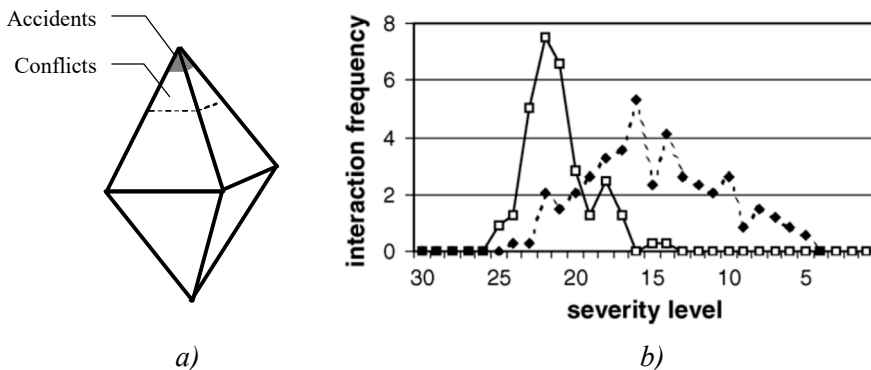 Accidents
Conflicts
a)
interaction frequency
8
6
4
2
0
30 25 20 15 10 5
severity level
b)